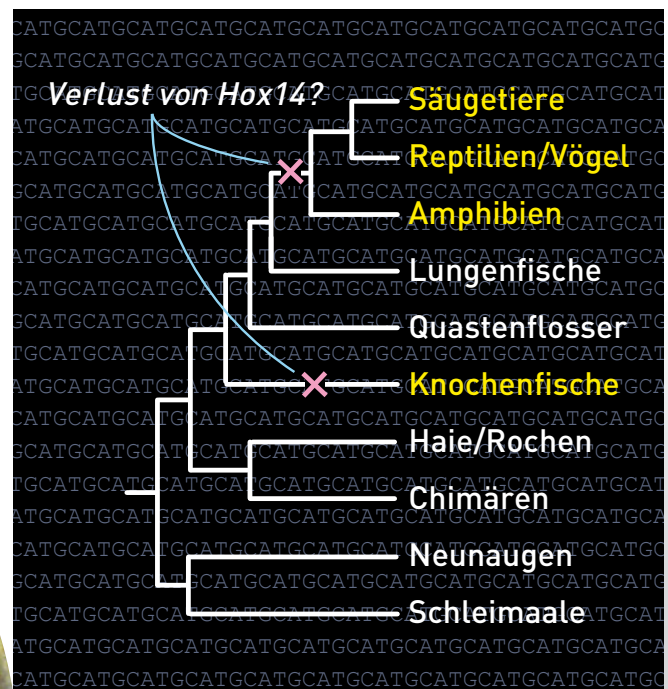 Verlust von Hox14?
Säugetiere
Reptilien/Vögel
Amphibien
Lungenfische
Quastenflosser
Knochenfische
Haie/Rochen
Chimären
Neunaugen
Schleimaale